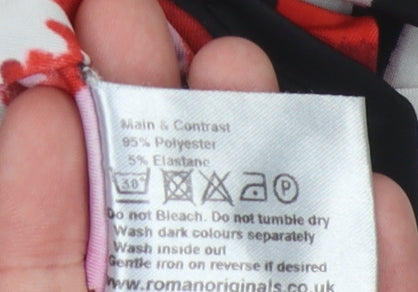 Main & Contrast
95% Polyester
5% Elastane
30° P
Do not Bleach. Do not tumble dry
Wash dark colours separately
Wash inside out
Gentle iron on reverse if desired
www.romanoriginals.co.uk